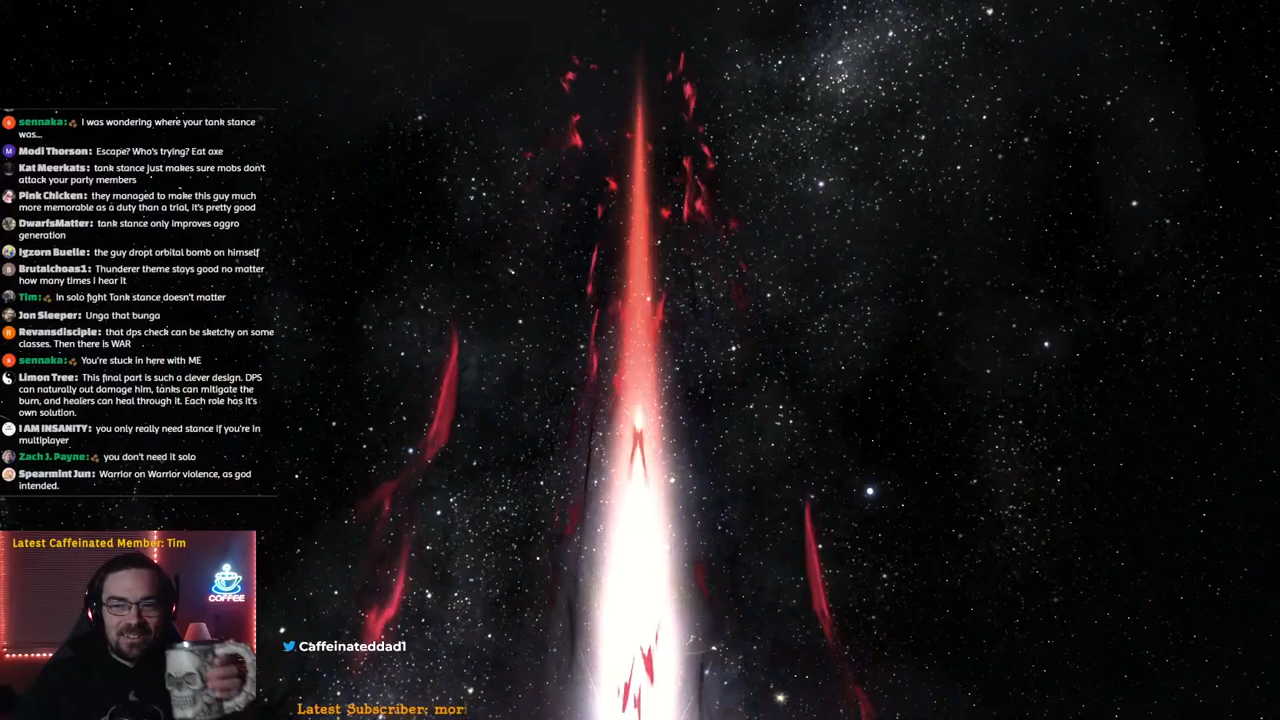 sennaka: I was wondering where your tank stance
was...
Modi Thorson: Escape? Who's trying? Eat axe
Kat Meerkats: tank stance just makes sure mobs don't
attack your party members
Pink Chicken: they managed to make this guy much
more memorable as a duty than a trial, it's pretty good
DwarfsMatter: tank stance only improves aggro
generation
Igzorn Buelle: the guy dropt orbital bomb on himself
Brutalchoas1: Thunderer theme stays good no matter
how many times I hear it
Tim: In solo fight Tank stance doesn't matter
Jon Sleeper: Unga that bunga
Revansdisciple: that dps check can be sketchy on some
classes. Then there is WAR
sennaka: You're stuck in here with ME
Limon Tree: This final part is such a clever design. DPS
can naturally out damage him, tanks can mitigate the
burn, and healers can heal through it. Each role has it's
own solution.
I AM INSANITY: you only really need stance if you're in
multiplayer
Zach J. Payne: you don't need it solo
Spearmint Jun: Warrior on Warrior violence, as god
intended.
Latest Caffeinated Member: Tim
COFFEE
Caffeinateddad1
Latest Subscriber: mor